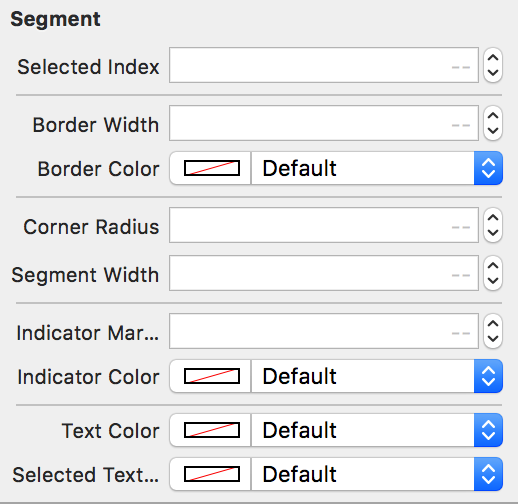 Segment
Selected Index --
Border Width --
Border Color Default
Corner Radius --
Segment Width --
Indicator Mar... --
Indicator Color Default
Text Color Default
Selected Text... Default